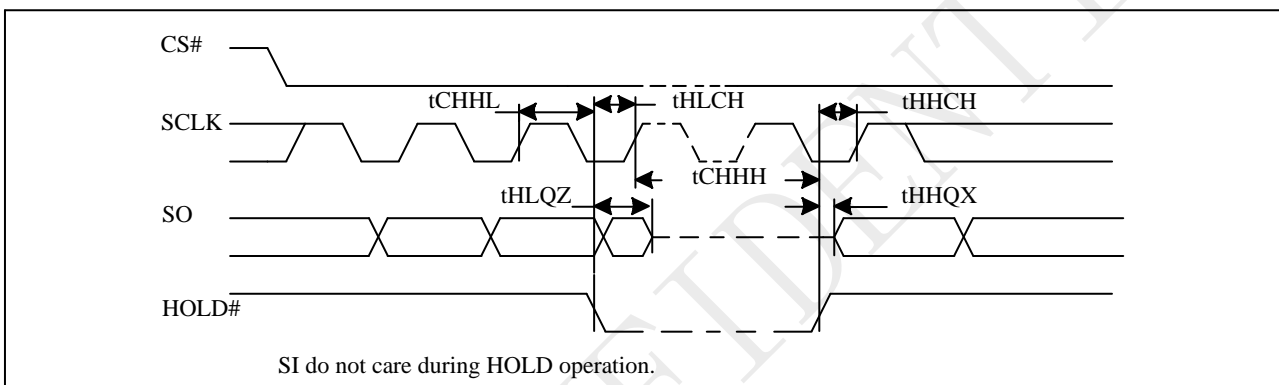 CS#
tCHHL
tHLCH
tHHCH
SCLK
tCHHH
tHLQZ
tHHQX
SO
HOLD#
SI do not care during HOLD operation.